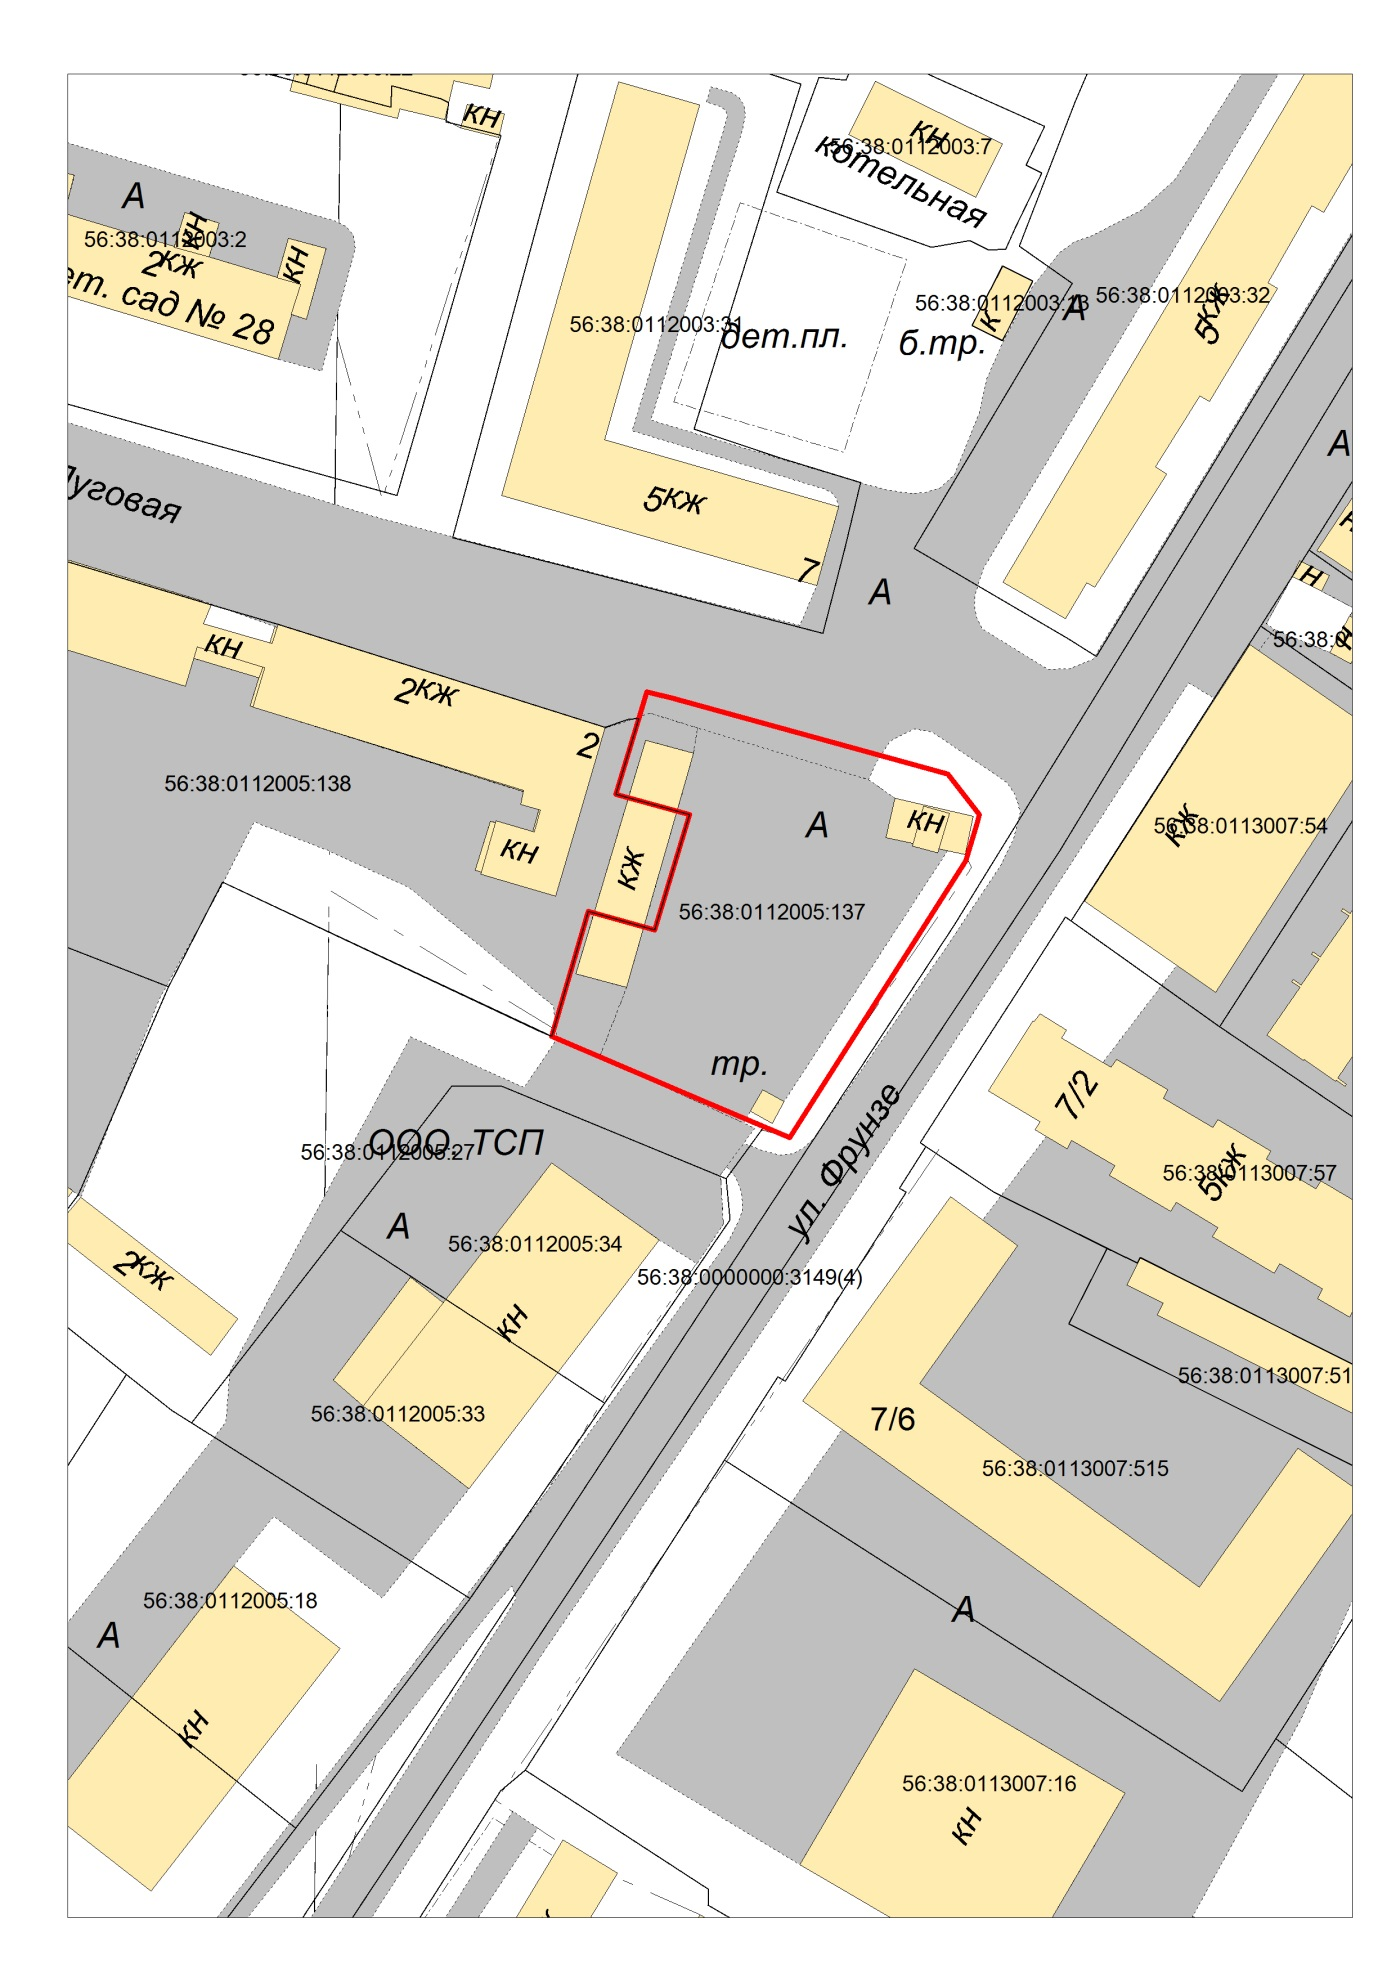 КН
КН
56:38:0112003:7
котельная
А
КН
56:38:0112003:2
КН
2КЖ
ет. сад № 28
56:38:0112003:31
дет.пл.
б.тр.
56:38:0112003:13
К
А
56:38:0112003:32
5КЖ
А
Луговая
5КЖ
7
А
Н
56:38:0
КН
2КЖ
2
56:38:0112005:138
КН
КЖ
А
КН
56:38:0112005:137
КЖ
56:38:0113007:54
тр.
7/2
ул. Фрунзе
ООО ТСП
56:38:0112005:27
5КЖ
56:38:0113007:57
А
56:38:0112005:34
2КЖ
56:38:0000000:3149(4)
КН
56:38:0113007:51
56:38:0112005:33
7/6
56:38:0113007:515
56:38:0112005:18
А
А
КН
56:38:0113007:16
КН